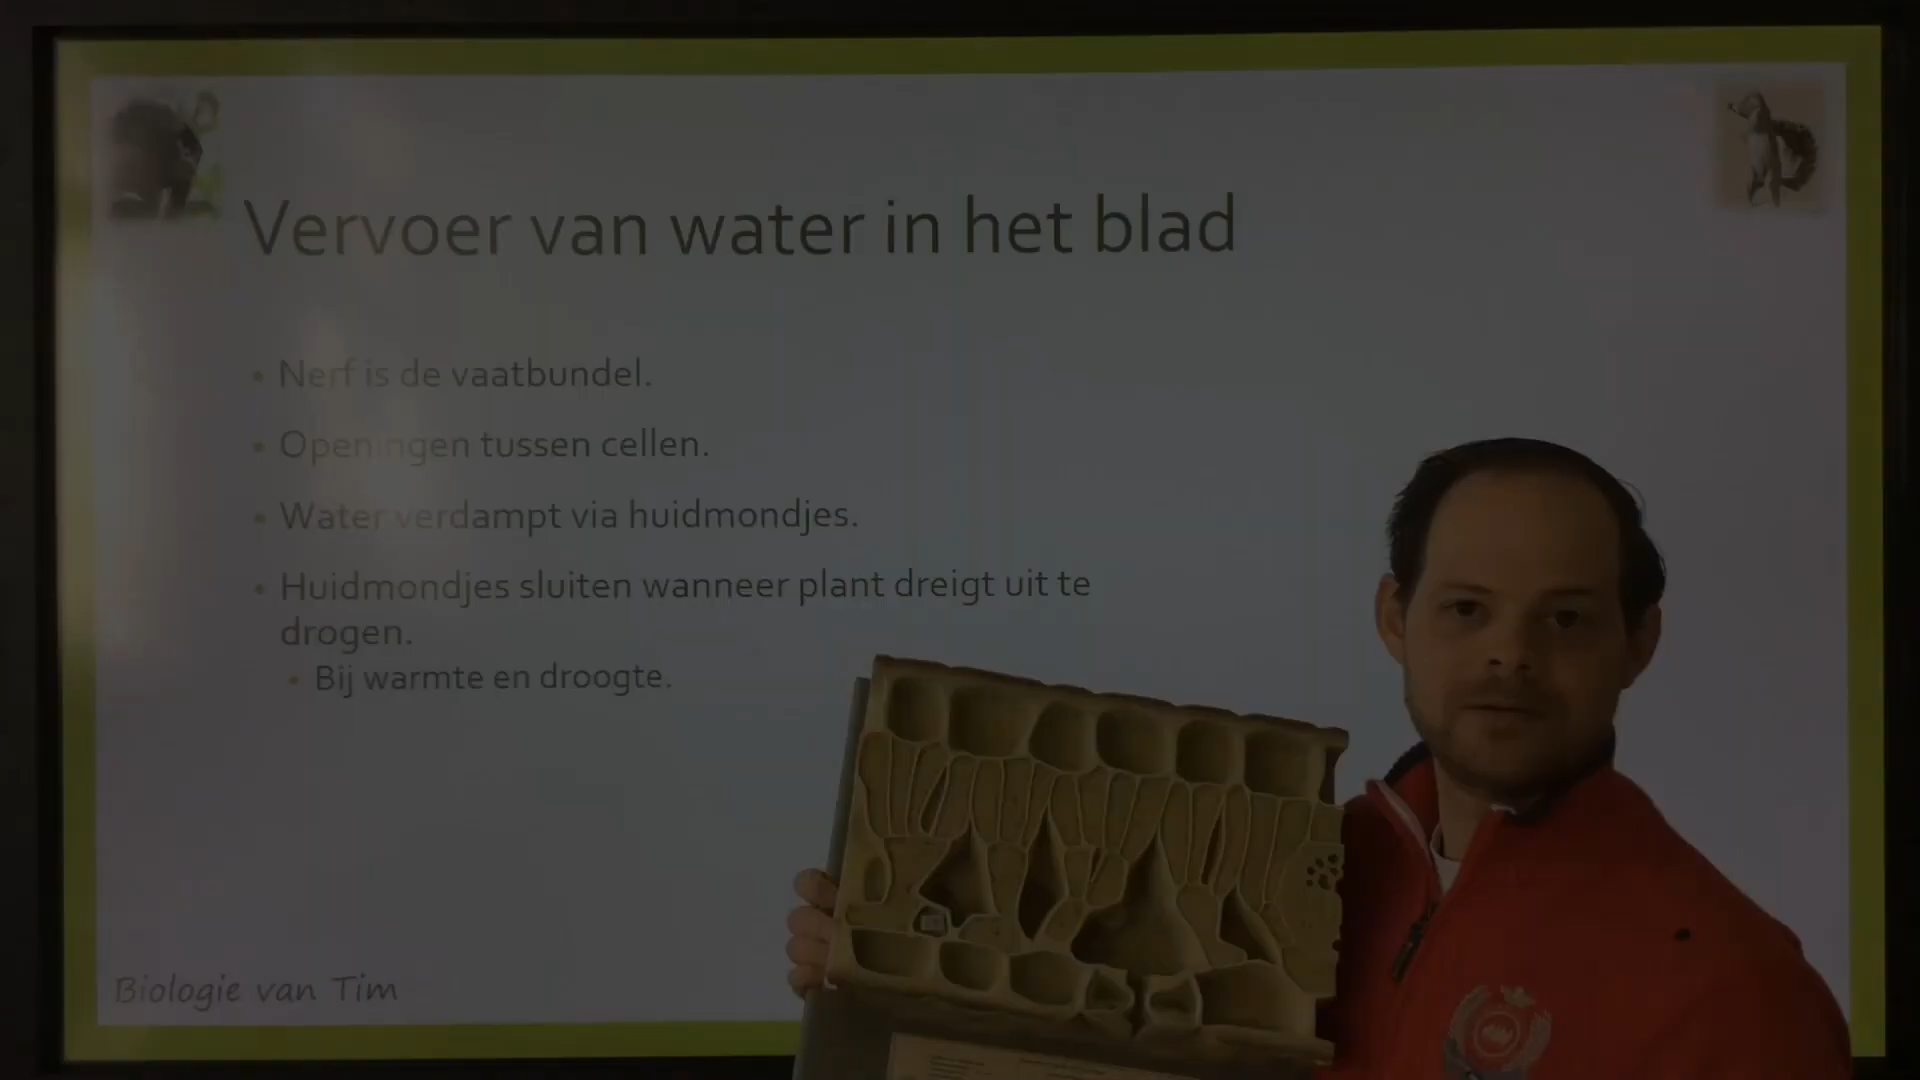 Vervoer van water in het blad
• Nerf is de vaatbundel.
• Openingen tussen cellen.
• Water verdampt via huidmondjes.
• Huidmondjes sluiten wanneer plant dreigt uit te
drogen.
• Bij warmte en droogte.
Biologie van Tim